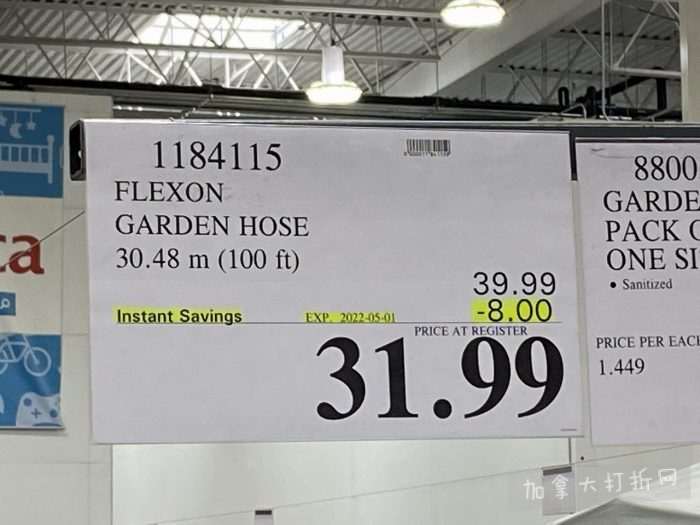 1184115
FLEXON
GARDEN HOSE
30.48 m (100 ft)
39.99
Instant Savings EXP. 2022-05-01 -8.00
PRICE AT REGISTER
31.99
8800
GARDE
PACK
ONE SI
• Sanitized
PRICE PER EACH
1.449
ca
加拿大打折网